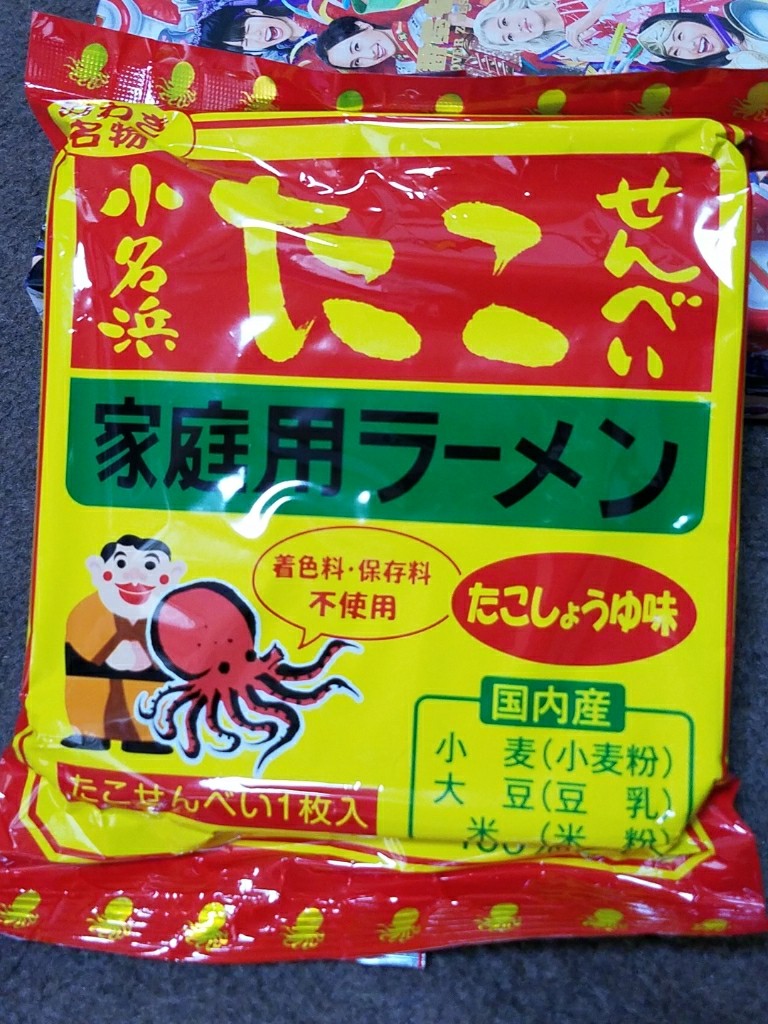 名物
小名浜
たこ
せんべい
家庭用ラーメン
着色料・保存料
不使用
たこしょうゆ味
国内産
小 麦(小麦粉)
大 豆(豆 乳)
米 (米 粉)
たこせんべい1枚入